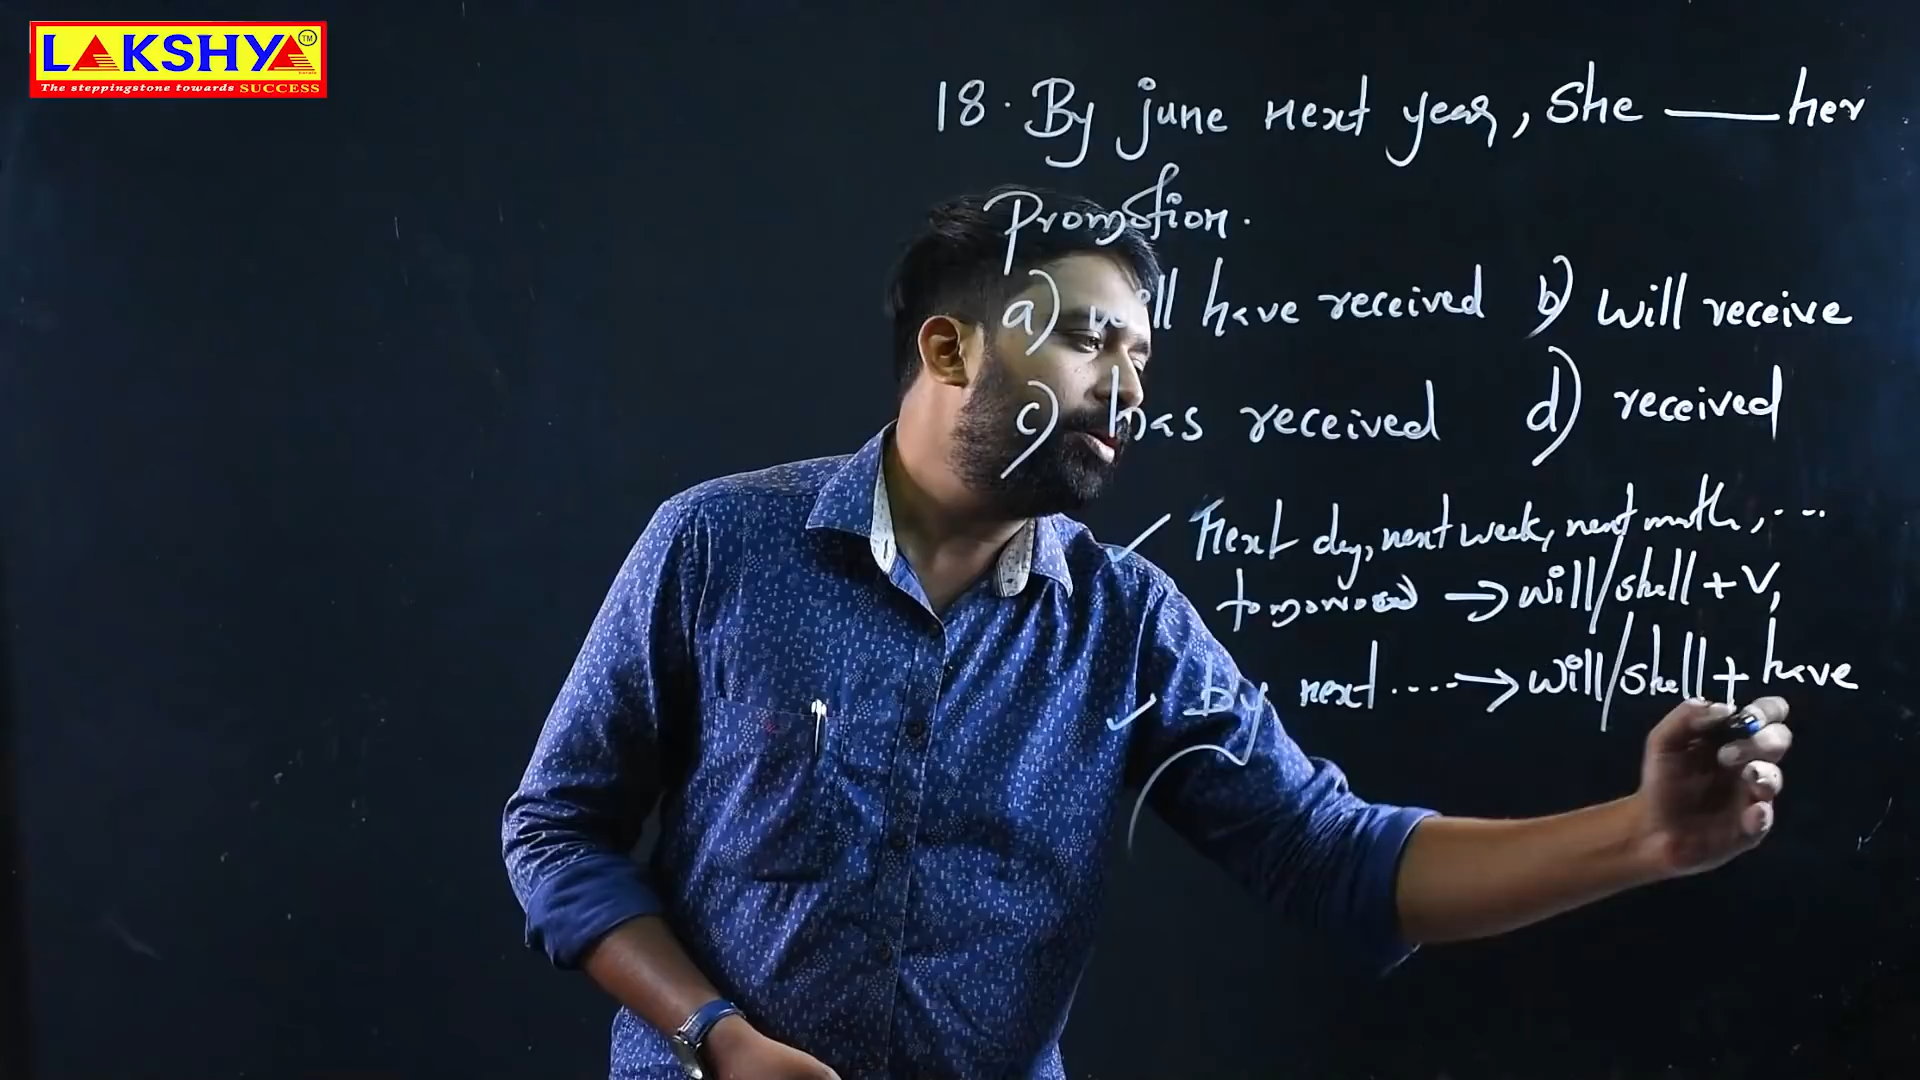 LAKSHYA TM
The steppingstone towards SUCCESS
18. By june next year, She ___ her
Promotion.
a) will have received b) will receive
c) has received d) received
✓ Next day, next week, next month, ...
tomorrow → will/shall + V1
✓ By next .... → will/shall + have